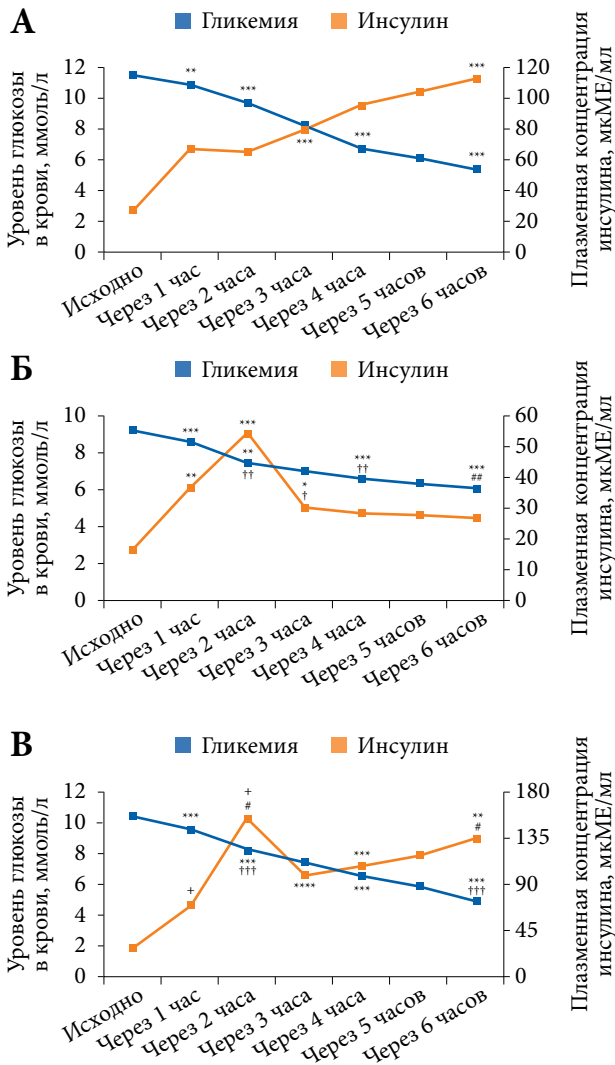 А
Гликемия
Инсулин
Уровень глюкозы
в крови, ммоль/л
12
10
8
6
4
2
0
** *** *** *** ***
***
120
100
80
60
40
20
0
Плазменная концентрация
инсулина, мкМЕ/мл
Исходно
Через 1 час
Через 2 часа
Через 3 часа
Через 4 часа
Через 5 часов
Через 6 часов
Б
Гликемия
Инсулин
Уровень глюкозы
в крови, ммоль/л
10
8
6
4
2
0
***
***
**
**
††
*
†
***
††
***
##
60
50
40
30
20
10
0
Плазменная концентрация
инсулина, мкМЕ/мл
Исходно
Через 1 час
Через 2 часа
Через 3 часа
Через 4 часа
Через 5 часов
Через 6 часов
В
Гликемия
Инсулин
Уровень глюкозы
в крови, ммоль/л
12
10
8
6
4
2
0
***
+
+
#
***
†††
****
***
***
**
#
***
†††
180
135
90
45
0
Плазменная концентрация
инсулина, мкМЕ/мл
Исходно
Через 1 час
Через 2 часа
Через 3 часа
Через 4 часа
Через 5 часов
Через 6 часов